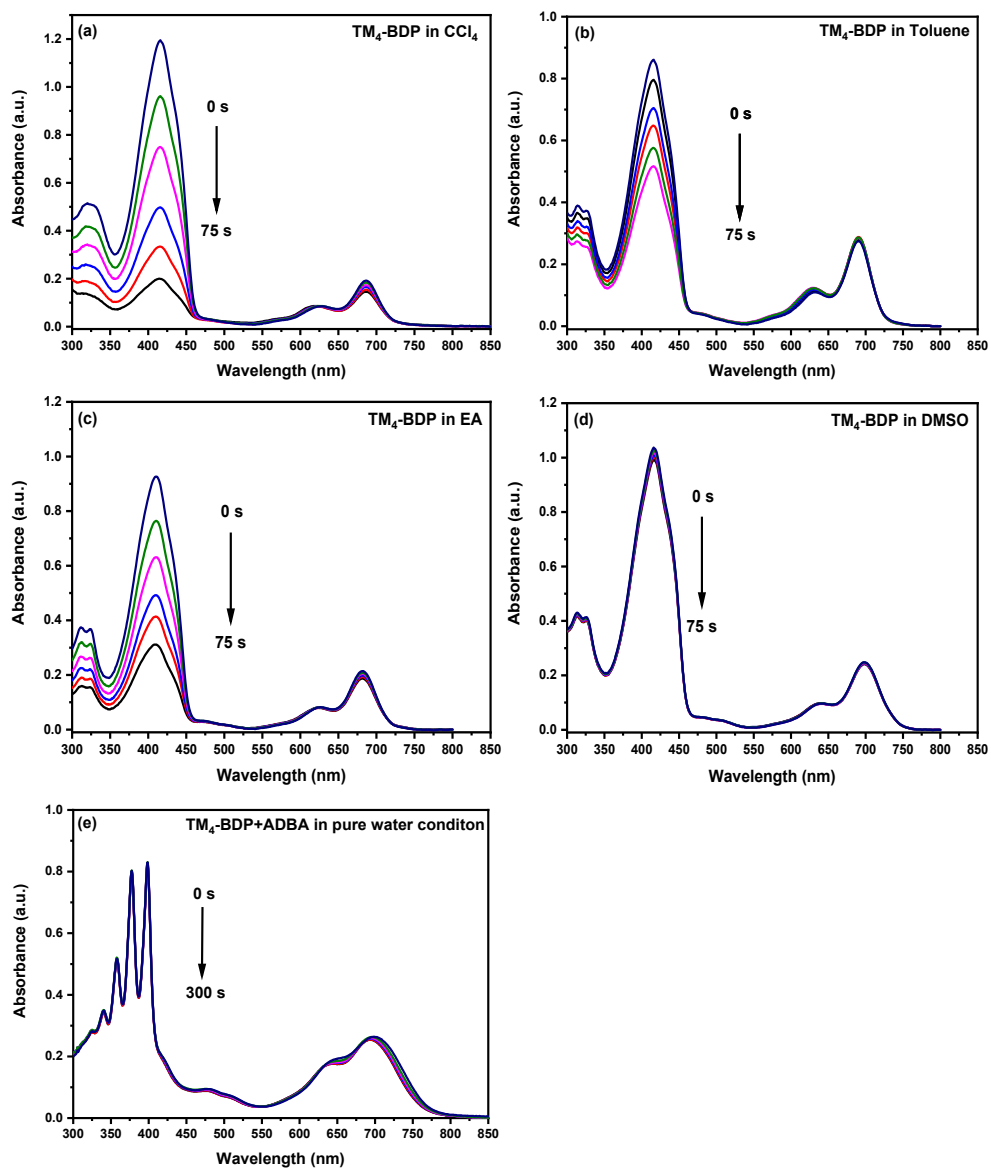 (a)
TM₄-BDP in CCl₄
0 s
75 s
Absorbance (a.u.)
1.2
1.0
0.8
0.6
0.4
0.2
0.0
300 350 400 450 500 550 600 650 700 750 800 850
Wavelength (nm)
(b)
TM₄-BDP in Toluene
0 s
75 s
Absorbance (a.u.)
1.0
0.8
0.6
0.4
0.2
0.0
300 350 400 450 500 550 600 650 700 750 800 850
Wavelength (nm)
(c)
TM₄-BDP in EA
0 s
75 s
Absorbance (a.u.)
1.2
1.0
0.8
0.6
0.4
0.2
0.0
300 350 400 450 500 550 600 650 700 750 800 850
Wavelength (nm)
(d)
TM₄-BDP in DMSO
0 s
75 s
Absorbance (a.u.)
1.2
1.0
0.8
0.6
0.4
0.2
0.0
300 350 400 450 500 550 600 650 700 750 800 850
Wavelength (nm)
(e)
TM₄-BDP+ADBA in pure water conditon
0 s
300 s
Absorbance (a.u.)
1.0
0.8
0.6
0.4
0.2
0.0
300 350 400 450 500 550 600 650 700 750 800 850
Wavelength (nm)